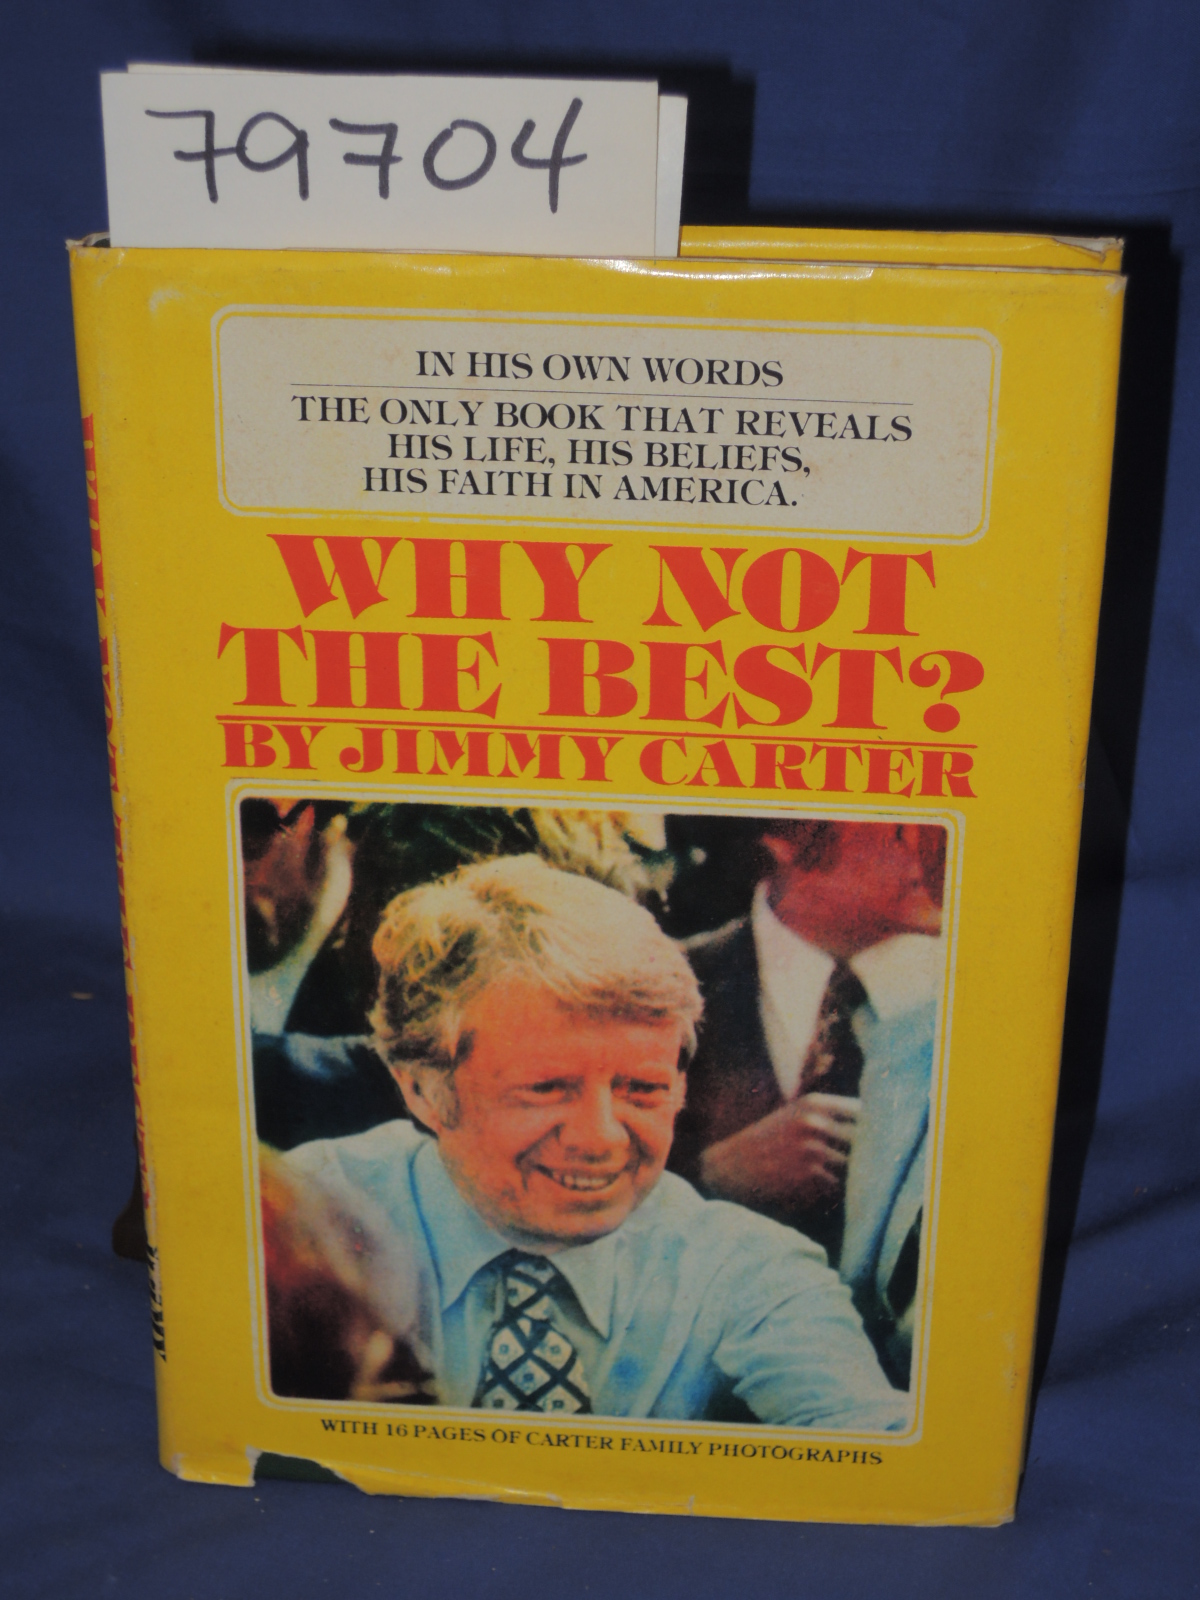 79704
IN HIS OWN WORDS
THE ONLY BOOK THAT REVEALS
HIS LIFE, HIS BELIEFS,
HIS FAITH IN AMERICA.
WHY NOT
THE BEST?
BY JIMMY CARTER
WITH 16 PAGES OF CARTER FAMILY PHOTOGRAPHS